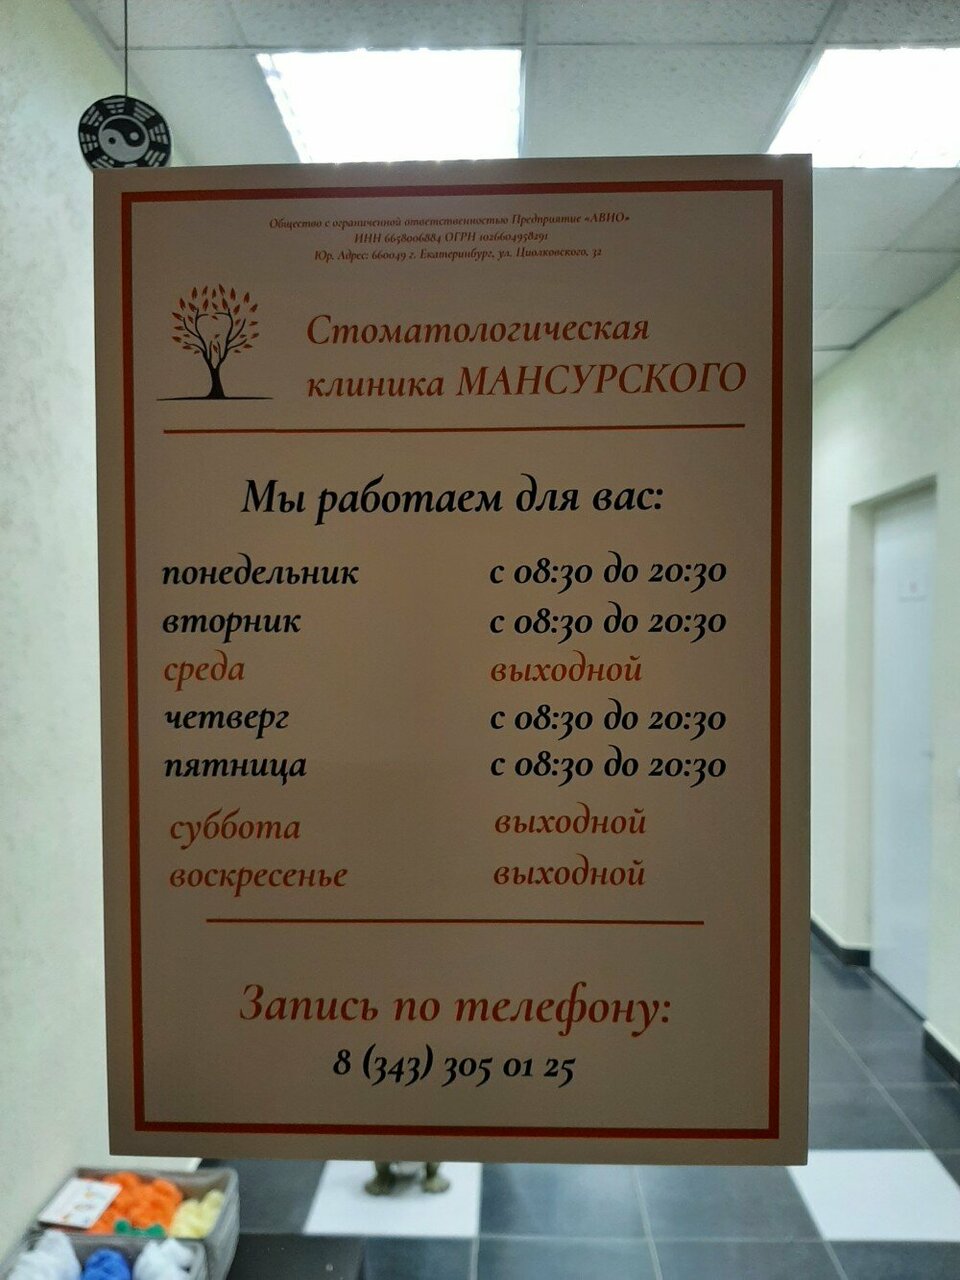 Общество с ограниченной ответственностью Предприятие «АВИО»
ИНН 6658006884 ОГРН 1026604958291
Юр. Адрес: 660049 г. Екатеринбург, ул. Циолковского, 32
Стоматологическая
клиника МАНСУРСКОГО
Мы работаем для вас:
понедельник с 08:30 до 20:30
вторник с 08:30 до 20:30
среда выходной
четверг с 08:30 до 20:30
пятница с 08:30 до 20:30
суббота выходной
воскресенье выходной
Запись по телефону:
8 (343) 305 01 25